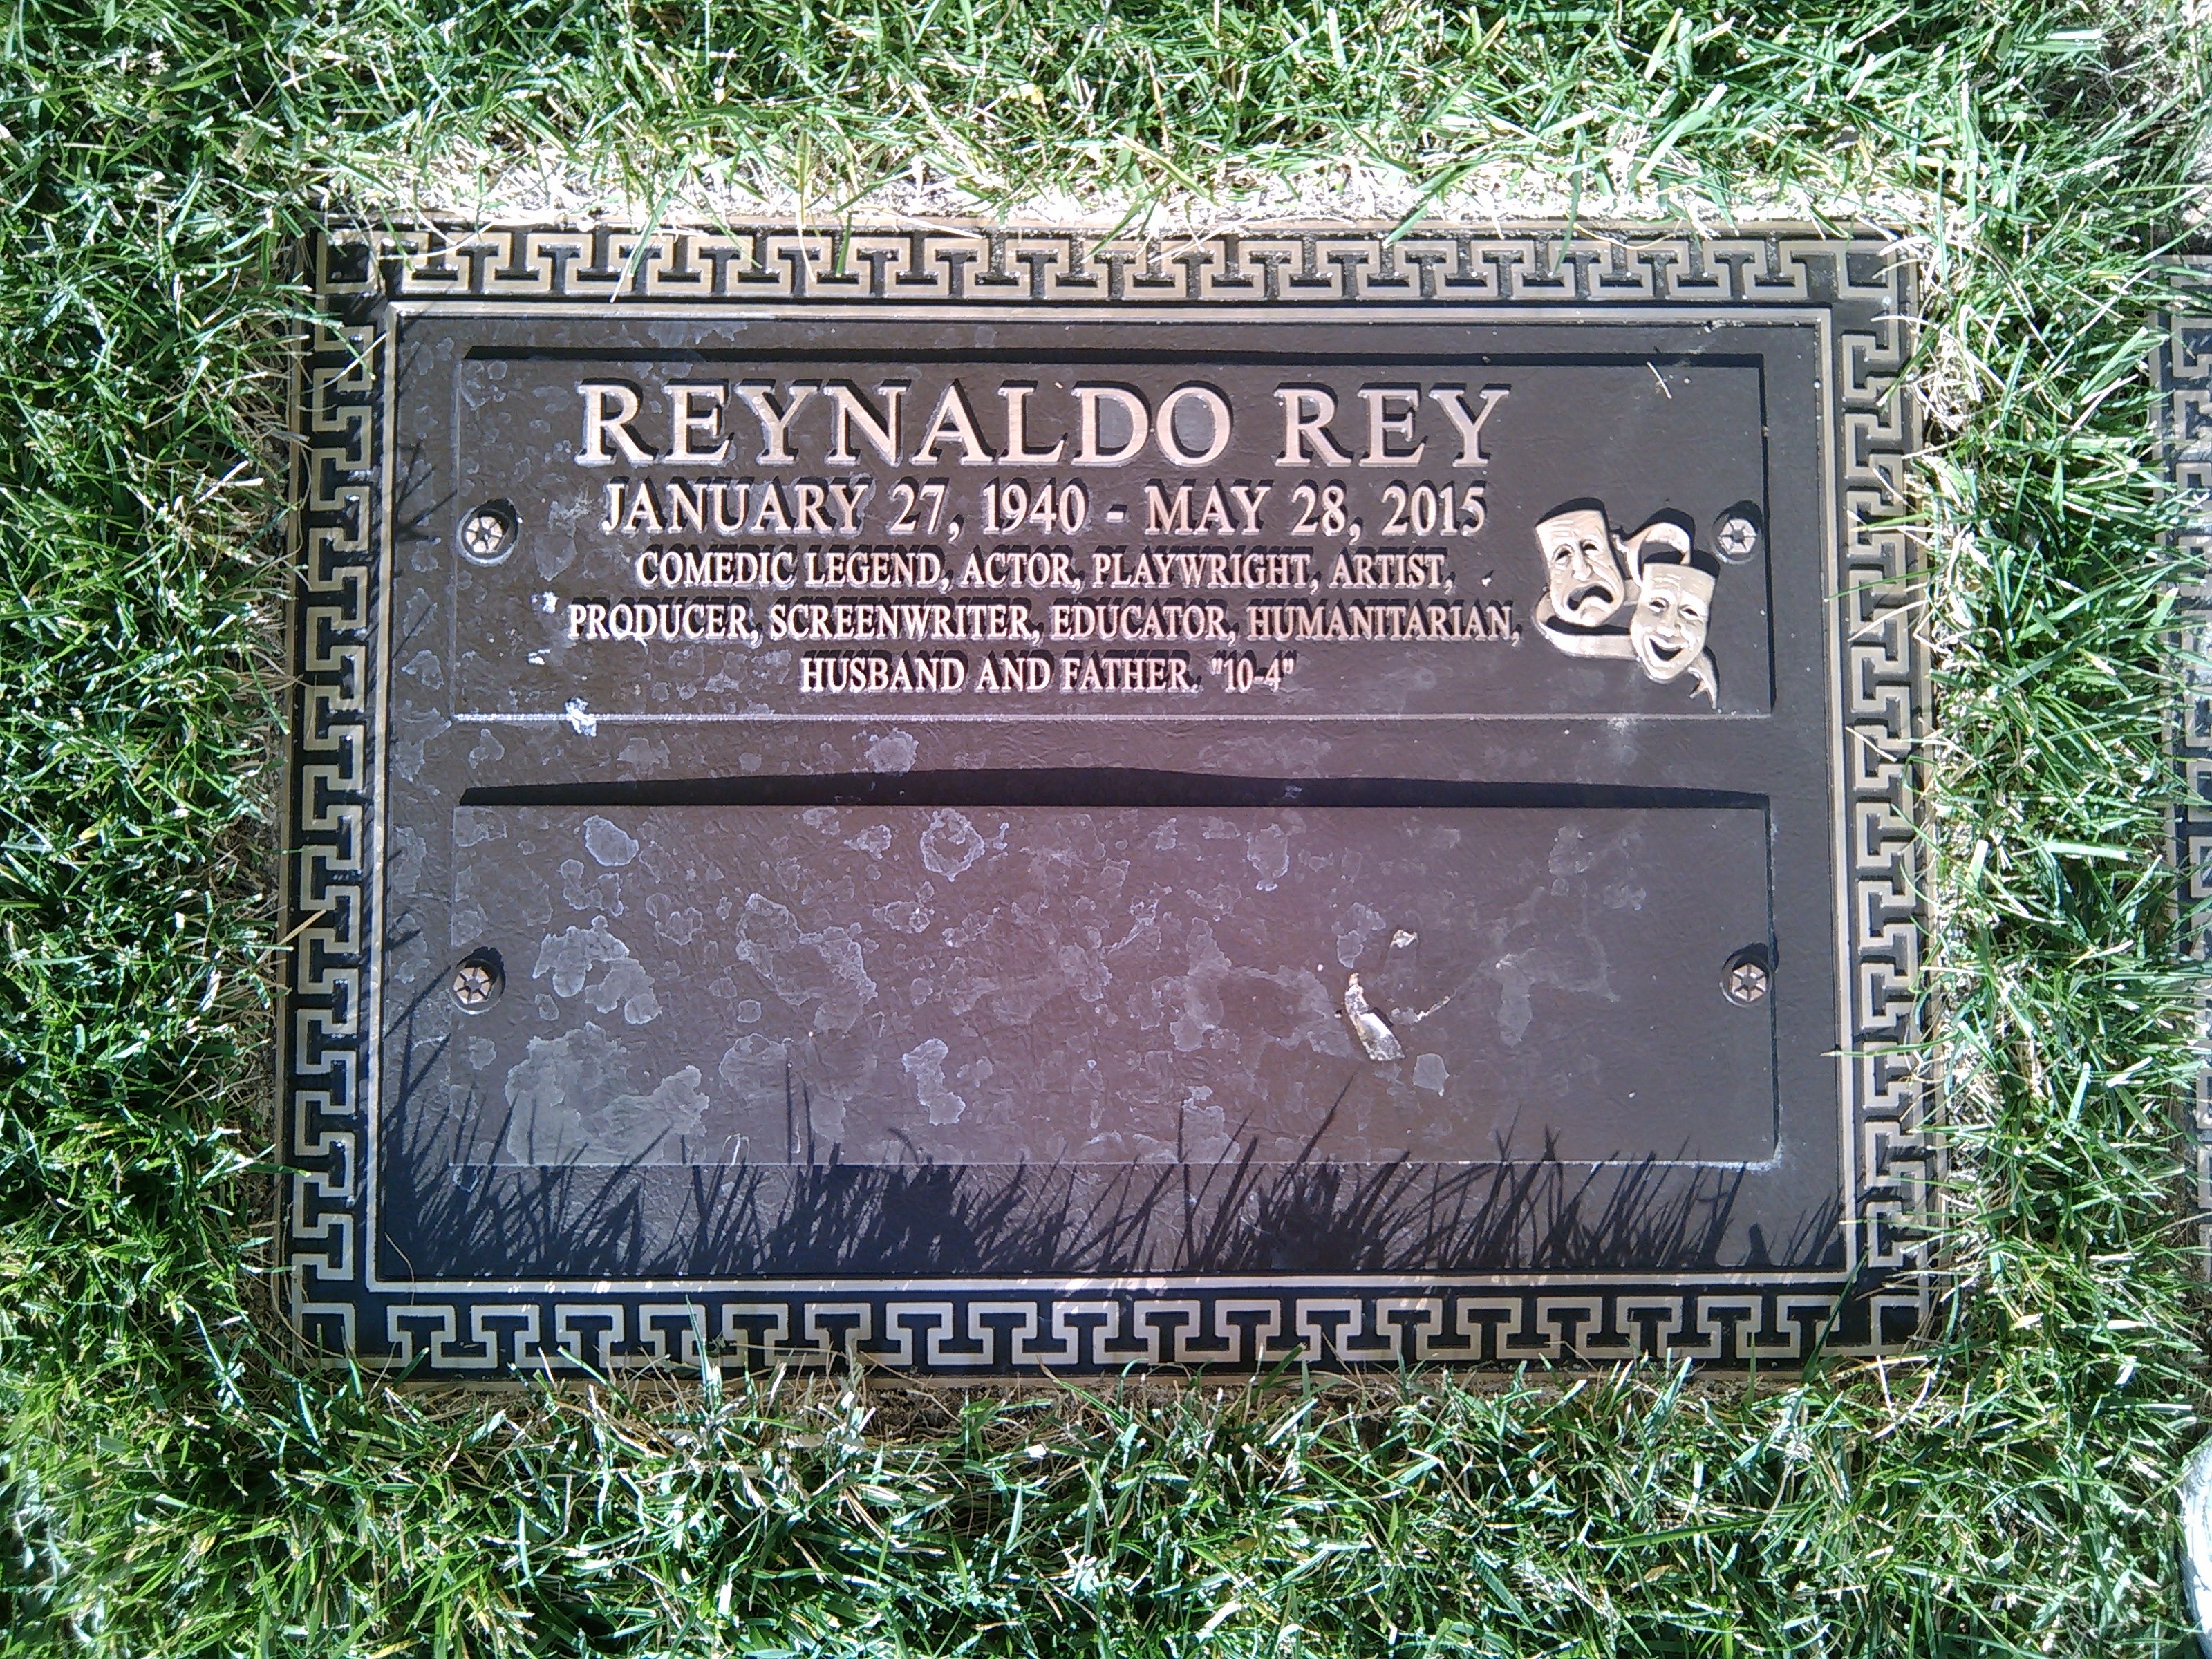 REYNALDO REY
JANUARY 27, 1940 - MAY 28, 2015
COMEDIC LEGEND, ACTOR, PLAYWRIGHT, ARTIST,
PRODUCER, SCREENWRITER, EDUCATOR, HUMANITARIAN,
HUSBAND AND FATHER. "10-4"